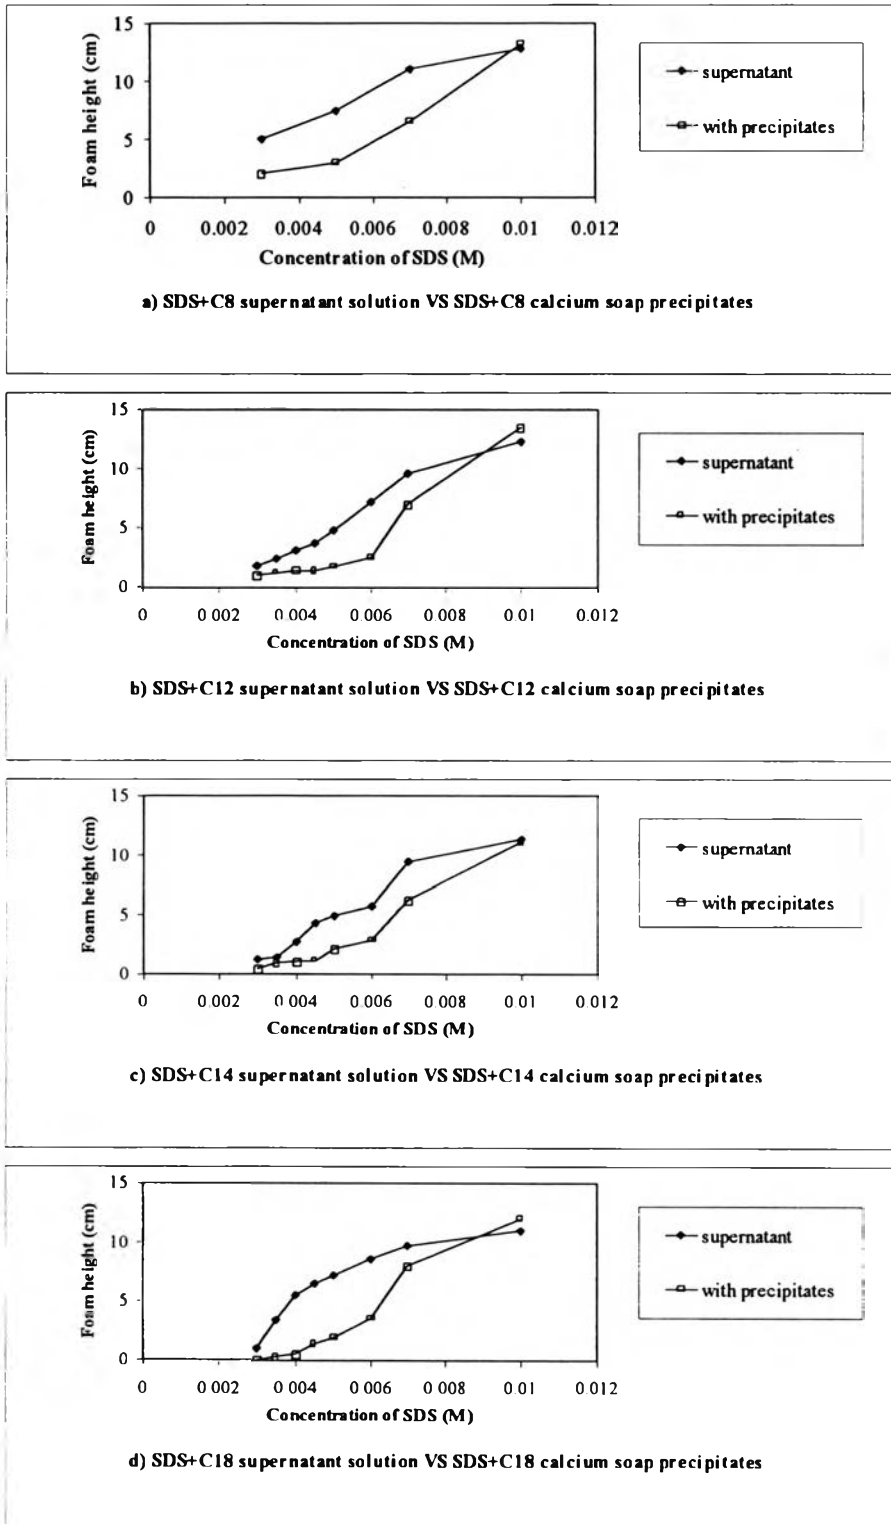 15
10
5
0
Foam height (cm)
0 0.002 0.004 0.006 0.008 0.01 0.012
Concentration of SDS (M)
supernatant
with precipitates
a) SDS+C8 supernatant solution VS SDS+C8 calcium soap precipitates
15
10
5
0
Foam height (cm)
0 0 002 0.004 0 006 0 008 0 01 0 012
Concentration of SDS (M)
supernatant
with precipitates
b) SDS+C12 supernatant solution VS SDS+C12 calcium soap precipitates
15
10
5
0
Foam height (cm)
0 0 002 0 004 0 006 0 008 0 01 0 012
Concentration of SDS (M)
supernatant
with precipitates
c) SDS+C14 supernatant solution VS SDS+C14 calcium soap precipitates
15
10
5
0
Foam height (cm)
0 0 002 0 004 0 006 0 008 0 01 0 012
Concentration of SDS (M)
supernatant
with precipitates
d) SDS+C18 supernatant solution VS SDS+C18 calcium soap precipitates